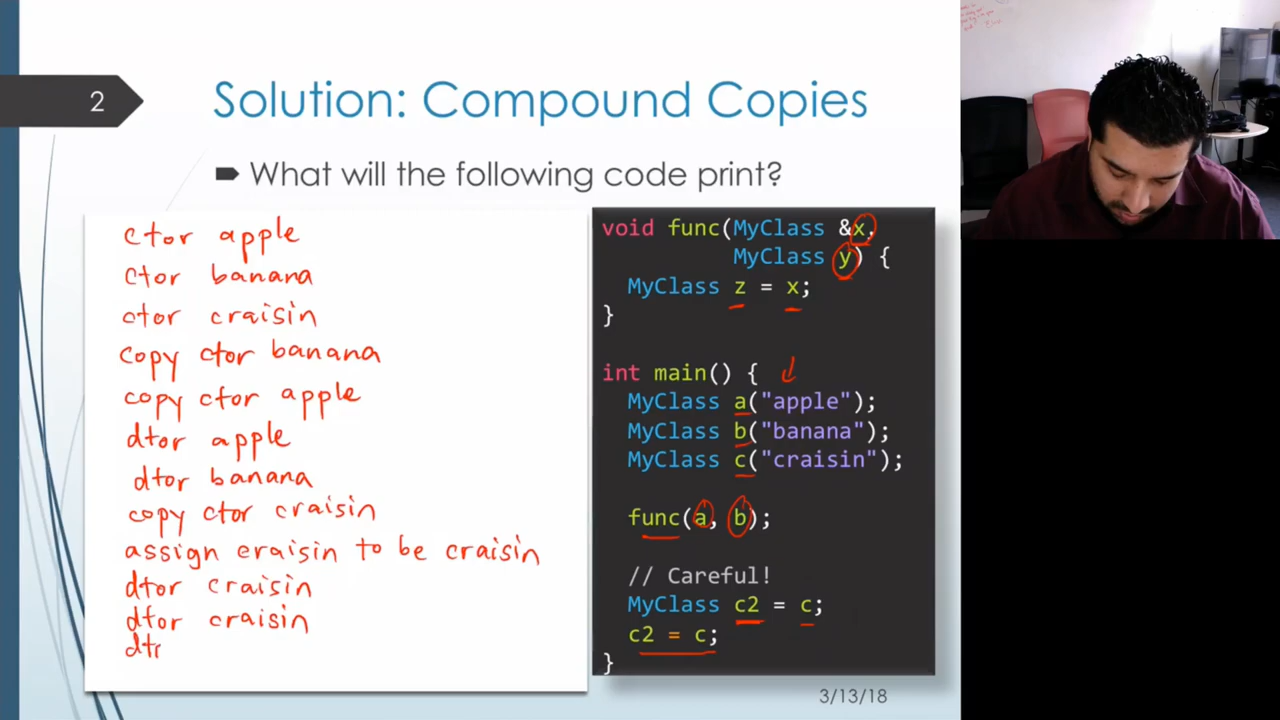 2
Solution: Compound Copies
What will the following code print?
ctor apple
ctor banana
ctor craisin
copy ctor banana
copy ctor apple
dtor apple
dtor banana
copy ctor craisin
assign craisin to be craisin
dtor craisin
dtor craisin
dtr
void func(MyClass &x,
MyClass y) {
MyClass z = x;
}
int main() {
MyClass a("apple");
MyClass b("banana");
MyClass c("craisin");
func(a, b);
// Careful!
MyClass c2 = c;
c2 = c;
}
3/13/18